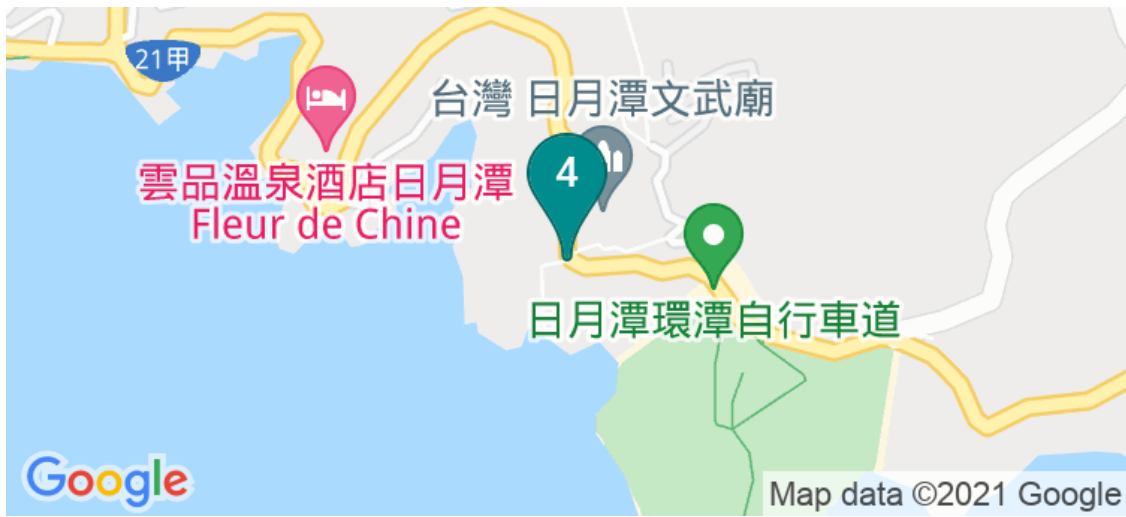 21甲
台灣 日月潭文武廟
4
雲品溫泉酒店日月潭
Fleur de Chine
日月潭環潭自行車道
Google
Map data ©2021 Google